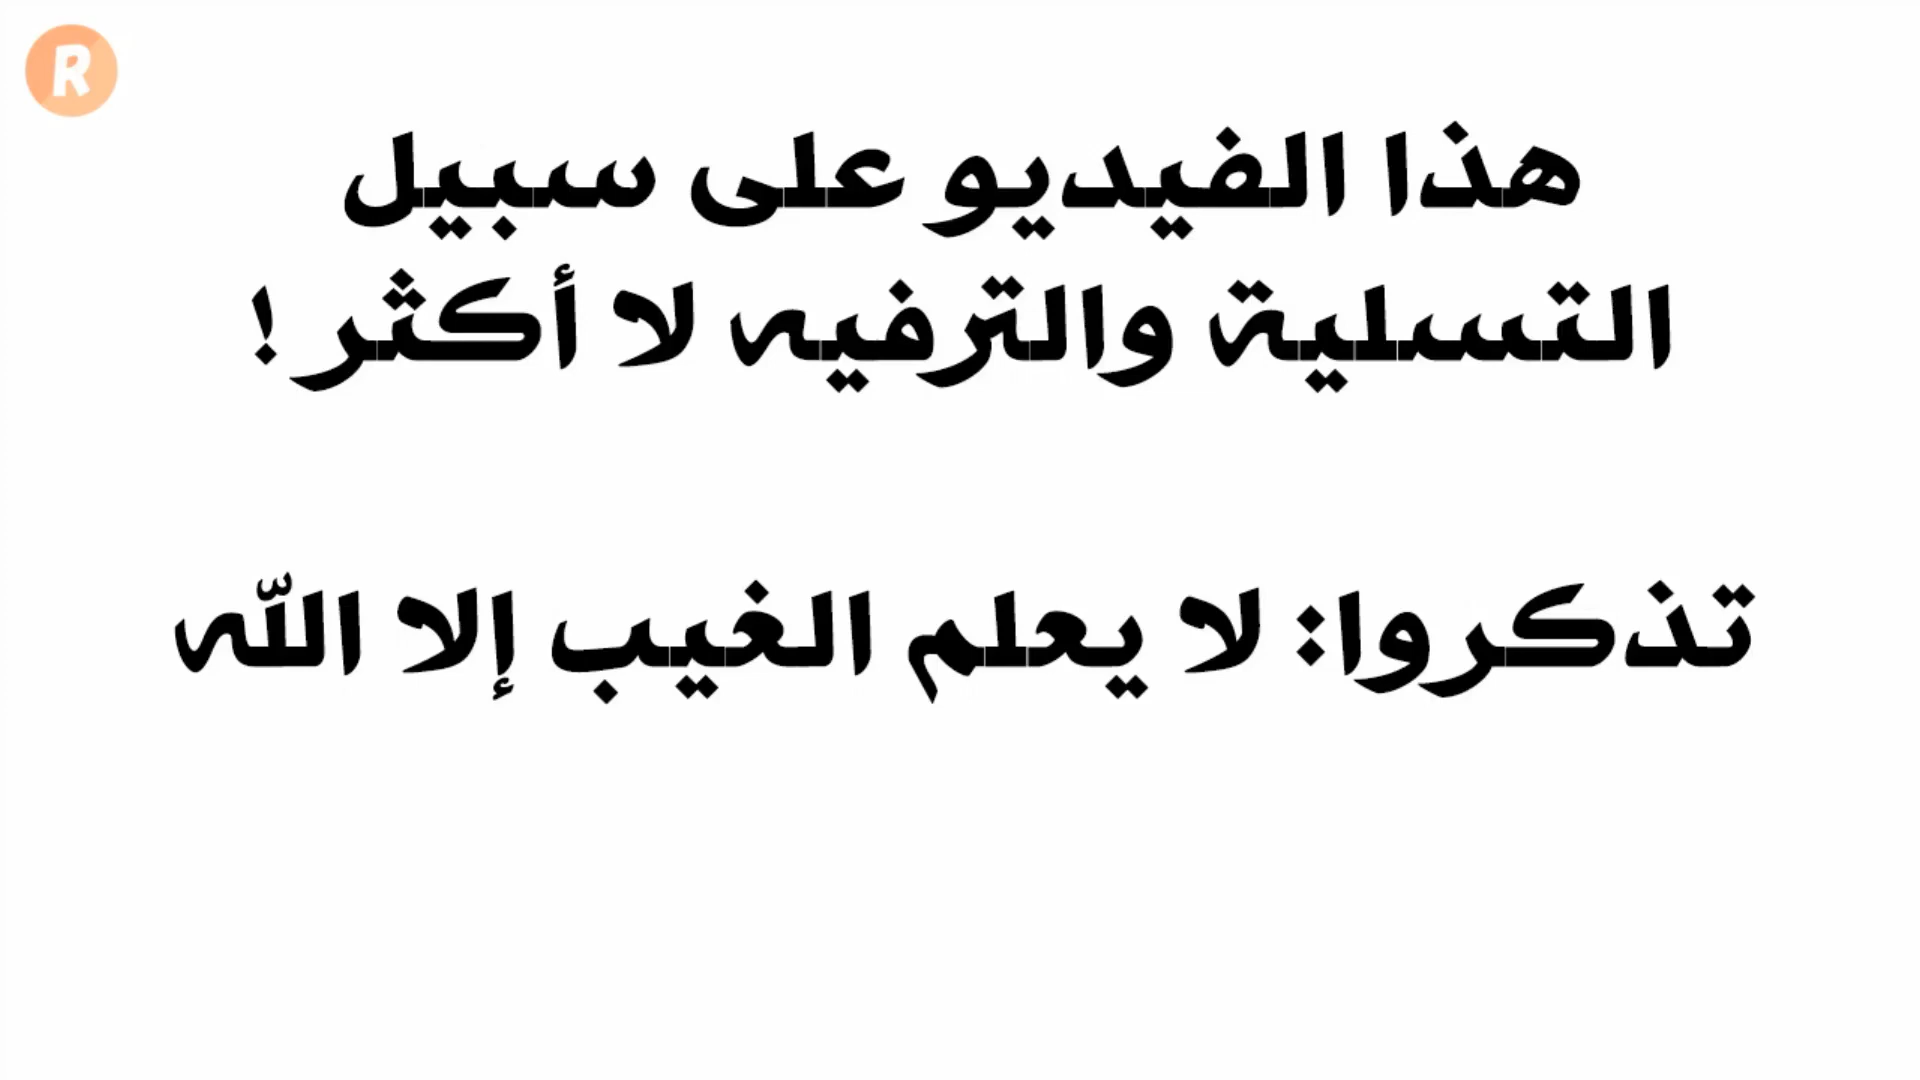 R
هذا الفيديو على سبيل
التسلية والترفيه لا أكثر !
تذكروا: لا يعلم الغيب إلا الله